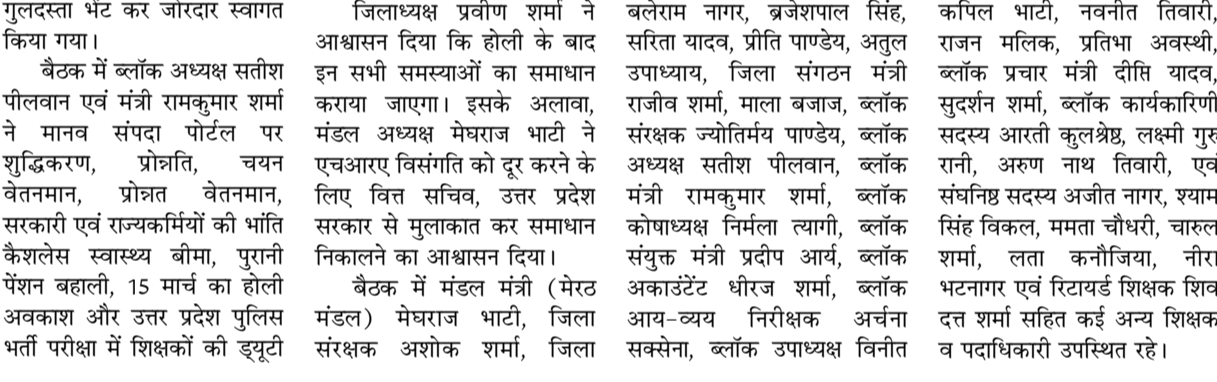 गुलदस्ता भेंट कर जोरदार स्वागत
किया गया।
बैठक में ब्लॉक अध्यक्ष सतीश
पीलवान एवं मंत्री रामकुमार शर्मा
ने मानव संपदा पोर्टल पर
शुद्धिकरण, प्रोन्नति, चयन
वेतनमान, प्रोन्नत वेतनमान,
सरकारी एवं राज्यकर्मियों की भांति
कैशलेस स्वास्थ्य बीमा, पुरानी
पेंशन बहाली, 15 मार्च का होली
अवकाश और उत्तर प्रदेश पुलिस
भर्ती परीक्षा में शिक्षकों की ड्यूटी
जिलाध्यक्ष प्रवीण शर्मा ने
आश्वासन दिया कि होली के बाद
इन सभी समस्याओं का समाधान
कराया जाएगा। इसके अलावा,
मंडल अध्यक्ष मेघराज भाटी ने
एचआरए विसंगति को दूर करने के
लिए वित्त सचिव, उत्तर प्रदेश
सरकार से मुलाकात कर समाधान
निकालने का आश्वासन दिया।
बैठक में मंडल मंत्री (मेरठ
मंडल) मेघराज भाटी, जिला
संरक्षक अशोक शर्मा, जिला
बलेराम नागर, ब्रजेशपाल सिंह,
सरिता यादव, प्रीति पाण्डेय, अतुल
उपाध्याय, जिला संगठन मंत्री
राजीव शर्मा, माला बजाज, ब्लॉक
संरक्षक ज्योतिर्मय पाण्डेय, ब्लॉक
अध्यक्ष सतीश पीलवान, ब्लॉक
मंत्री रामकुमार शर्मा, ब्लॉक
कोषाध्यक्ष निर्मला त्यागी, ब्लॉक
संयुक्त मंत्री प्रदीप आर्य, ब्लॉक
अकाउंटेंट धीरज शर्मा, ब्लॉक
आय-व्यय निरीक्षक अर्चना
सक्सेना, ब्लॉक उपाध्यक्ष विनीत
कपिल भाटी, नवनीत तिवारी,
राजन मलिक, प्रतिभा अवस्थी,
ब्लॉक प्रचार मंत्री दीप्ति यादव,
सुदर्शन शर्मा, ब्लॉक कार्यकारिणी
सदस्य आरती कुलश्रेष्ठ, लक्ष्मी गुरु
रानी, अरुण नाथ तिवारी, एवं
संघनिष्ठ सदस्य अजीत नागर, श्याम
सिंह विकल, ममता चौधरी, चारुल
शर्मा, लता कनौजिया, नीरा
भटनागर एवं रिटायर्ड शिक्षक शिव
दत्त शर्मा सहित कई अन्य शिक्षक
व पदाधिकारी उपस्थित रहे।